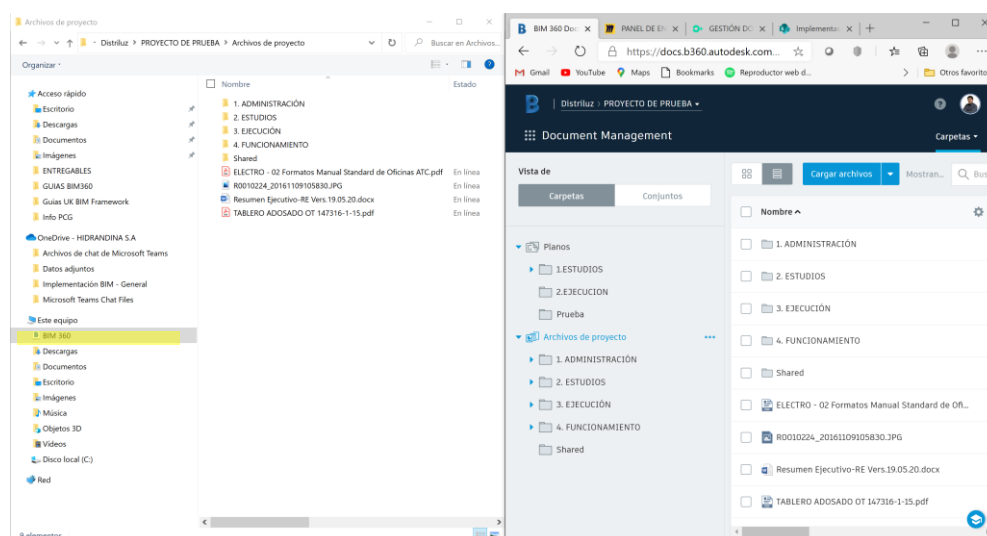 Archivos de proyecto
Distriluz > PROYECTO DE PRUEBA > Archivos de proyecto
Buscar en Archivos...
Organizar
Nombre
Estado
Acceso rápido
Escritorio
Descargas
Documentos
Imágenes
ENTREGABLES
GUIAS BIM360
Guias UK BIM Framework
Info PCG
OneDrive - HIDRANDINA S.A
Archivos de chat de Microsoft Teams
Datos adjuntos
Implementación BIM - General
Microsoft Teams Chat Files
Este equipo
BIM 360
Descargas
Documentos
Escritorio
Imágenes
Música
Objetos 3D
Vídeos
Disco local (C:)
Red
1. ADMINISTRACIÓN
2. ESTUDIOS
3. EJECUCIÓN
4. FUNCIONAMIENTO
Shared
ELECTRO - 02 Formatos Manual Standard de Oficinas ATC.pdf En línea
R0010224_20161109105830.JPG En línea
Resumen Ejecutivo-RE Vers.19.05.20.docx En línea
TABLERO ADOSADO OT 147316-1-15.pdf En línea
9 elementos
BIM 360 Doc
PANEL DE EN
GESTIÓN DO
Implementac
https://docs.b360.autodesk.com...
Gmail YouTube Maps Bookmarks Reproductor web d... Otros favorito
Distriluz > PROYECTO DE PRUEBA
Document Management
Carpetas
Vista de
Carpetas Conjuntos
Planos
1.ESTUDIOS
2.EJECUCION
Prueba
Archivos de proyecto
1. ADMINISTRACIÓN
2. ESTUDIOS
3. EJECUCIÓN
4. FUNCIONAMIENTO
Shared
Cargar archivos Mostran... Bus
Nombre
1. ADMINISTRACIÓN
2. ESTUDIOS
3. EJECUCIÓN
4. FUNCIONAMIENTO
Shared
ELECTRO - 02 Formatos Manual Standard de Ofi...
R0010224_20161109105830.JPG
Resumen Ejecutivo-RE Vers.19.05.20.docx
TABLERO ADOSADO OT 147316-1-15.pdf